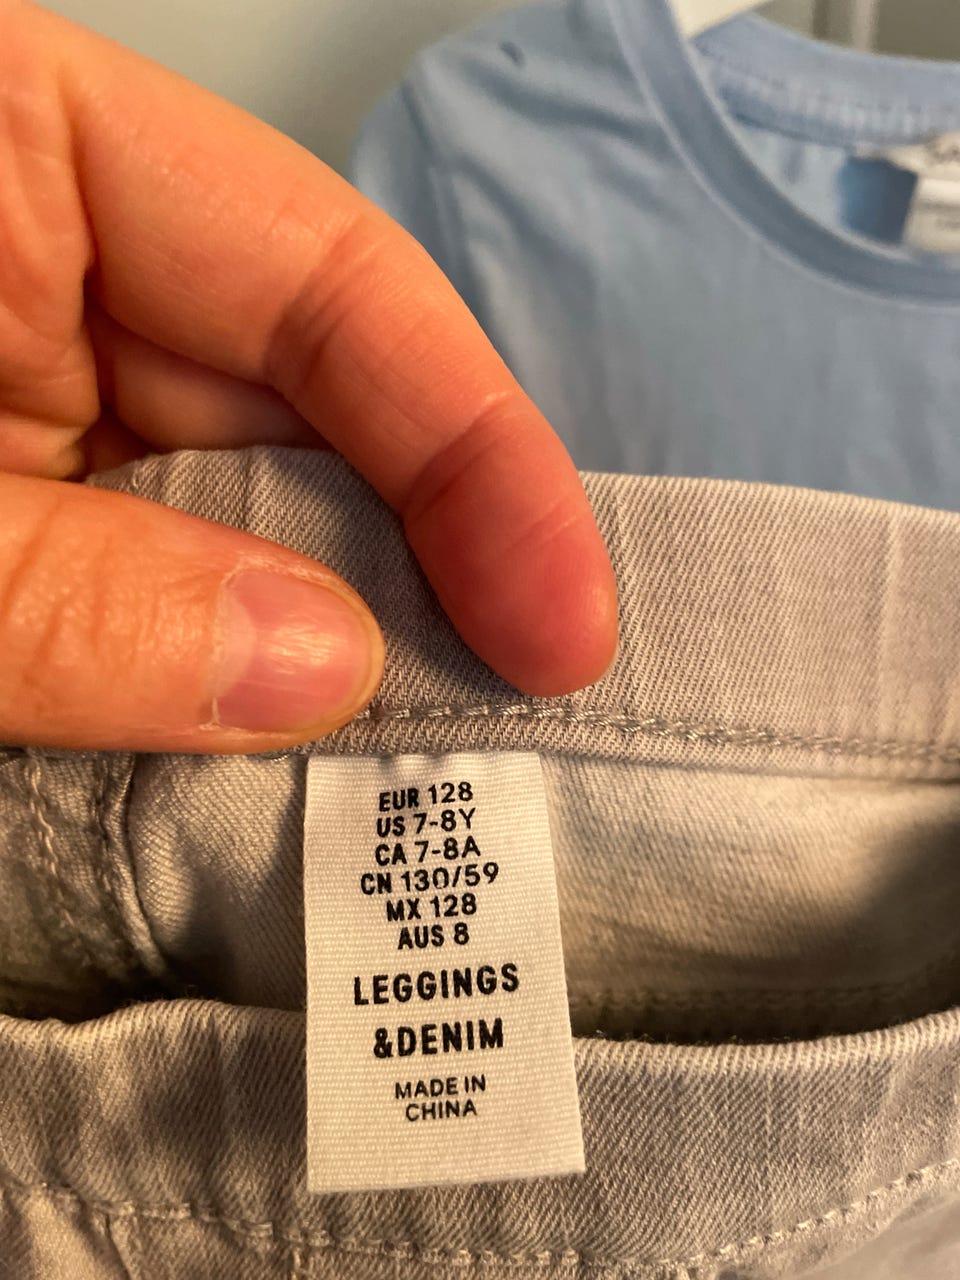 EUR 128
US 7-8Y
CA 7-8A
CN 130/59
MX 128
AUS 8
LEGGINGS
&DENIM
MADE IN
CHINA